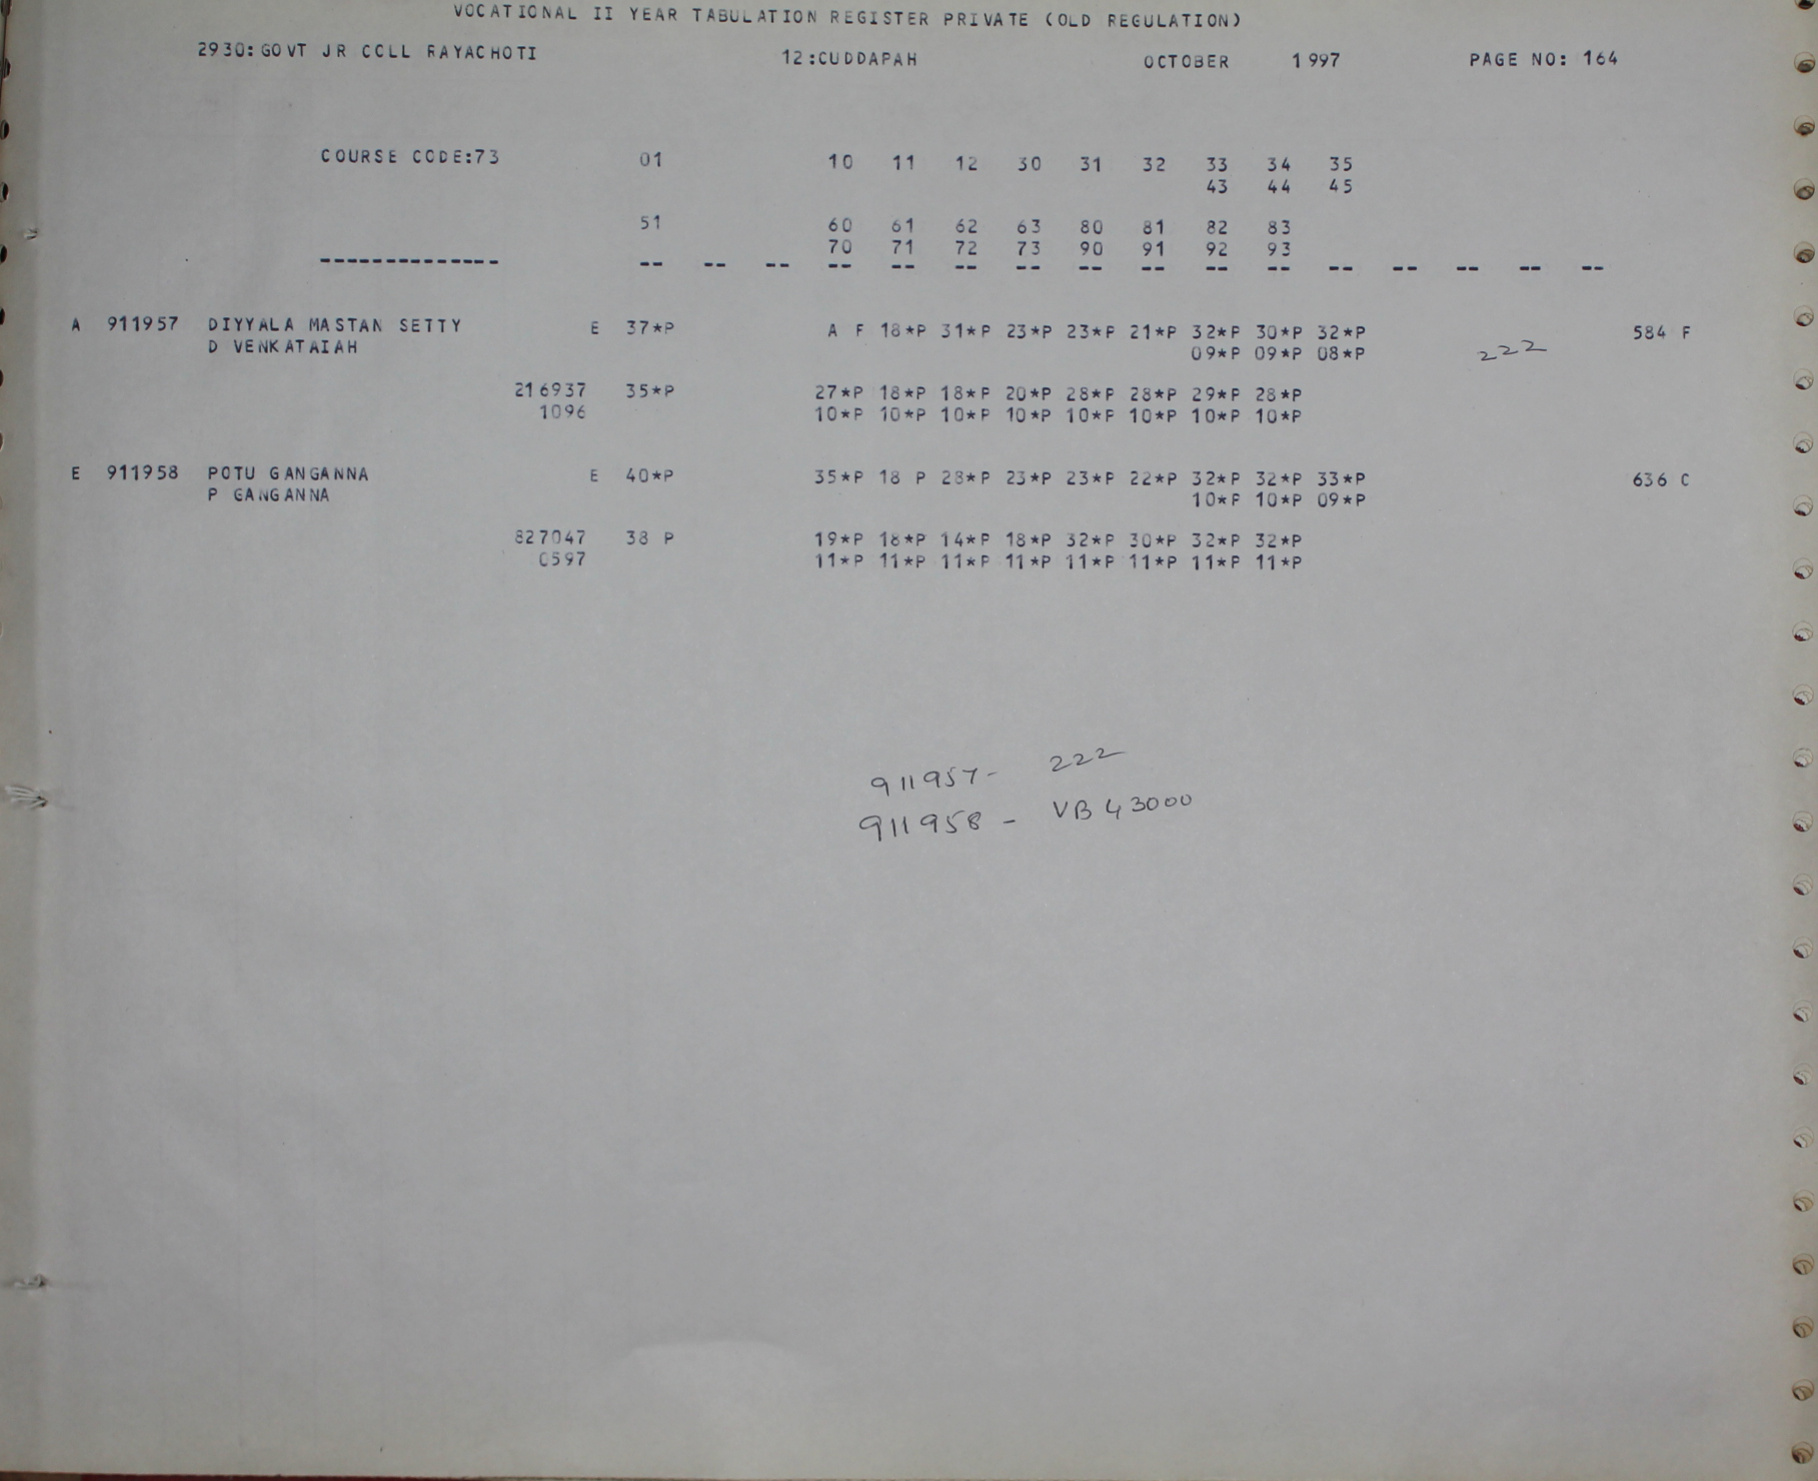 VOCATIONAL II YEAR TABULATION REGISTER PRIVATE (OLD REGULATION)
2930:GOVT JR COLL RAYACHOTI 12:CUDDAPAH OCTOBER 1997 PAGE NO: 164
COURSE CODE:73 01 10 11 12 30 31 32 33 34 35
43 44 45
51 60 61 62 63 80 81 82 83
70 71 72 73 90 91 92 93
-------------- -- -- -- -- -- -- -- -- -- -- -- -- -- -- -- --
A 911957 DIYYALA MASTAN SETTY E 37*P A F 18*P 31*P 23*P 23*P 21*P 32*P 30*P 32*P 584 F
D VENKATAIAH 09*P 09*P 08*P 222
216937 35*P 27*P 18*P 18*P 20*P 28*P 28*P 29*P 28*P
1096 10*P 10*P 10*P 10*P 10*P 10*P 10*P 10*P
E 911958 POTU GANGANNA E 40*P 35*P 18 P 28*P 23*P 23*P 22*P 32*P 32*P 33*P 636 C
P GANGANNA 10*P 10*P 09*P
827047 38 P 19*P 18*P 14*P 18*P 32*P 30*P 32*P 32*P
0597 11*P 11*P 11*P 11*P 11*P 11*P 11*P 11*P
911957- 222
911958 - VB 43000